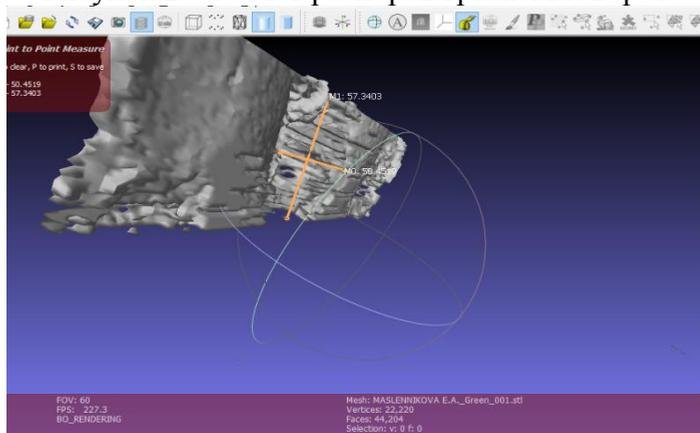 int to Point Measure
clear, P to print, S to save
50.4519
57.3403
M1: 57.3403
M0: 50.4519
FOV: 60
FPS: 227.3
BO_RENDERING
Mesh: MASLENNIKOVA E.A._Green_001.stl
Vertices: 22,220
Faces: 44,204
Selection: v: 0 f: 0